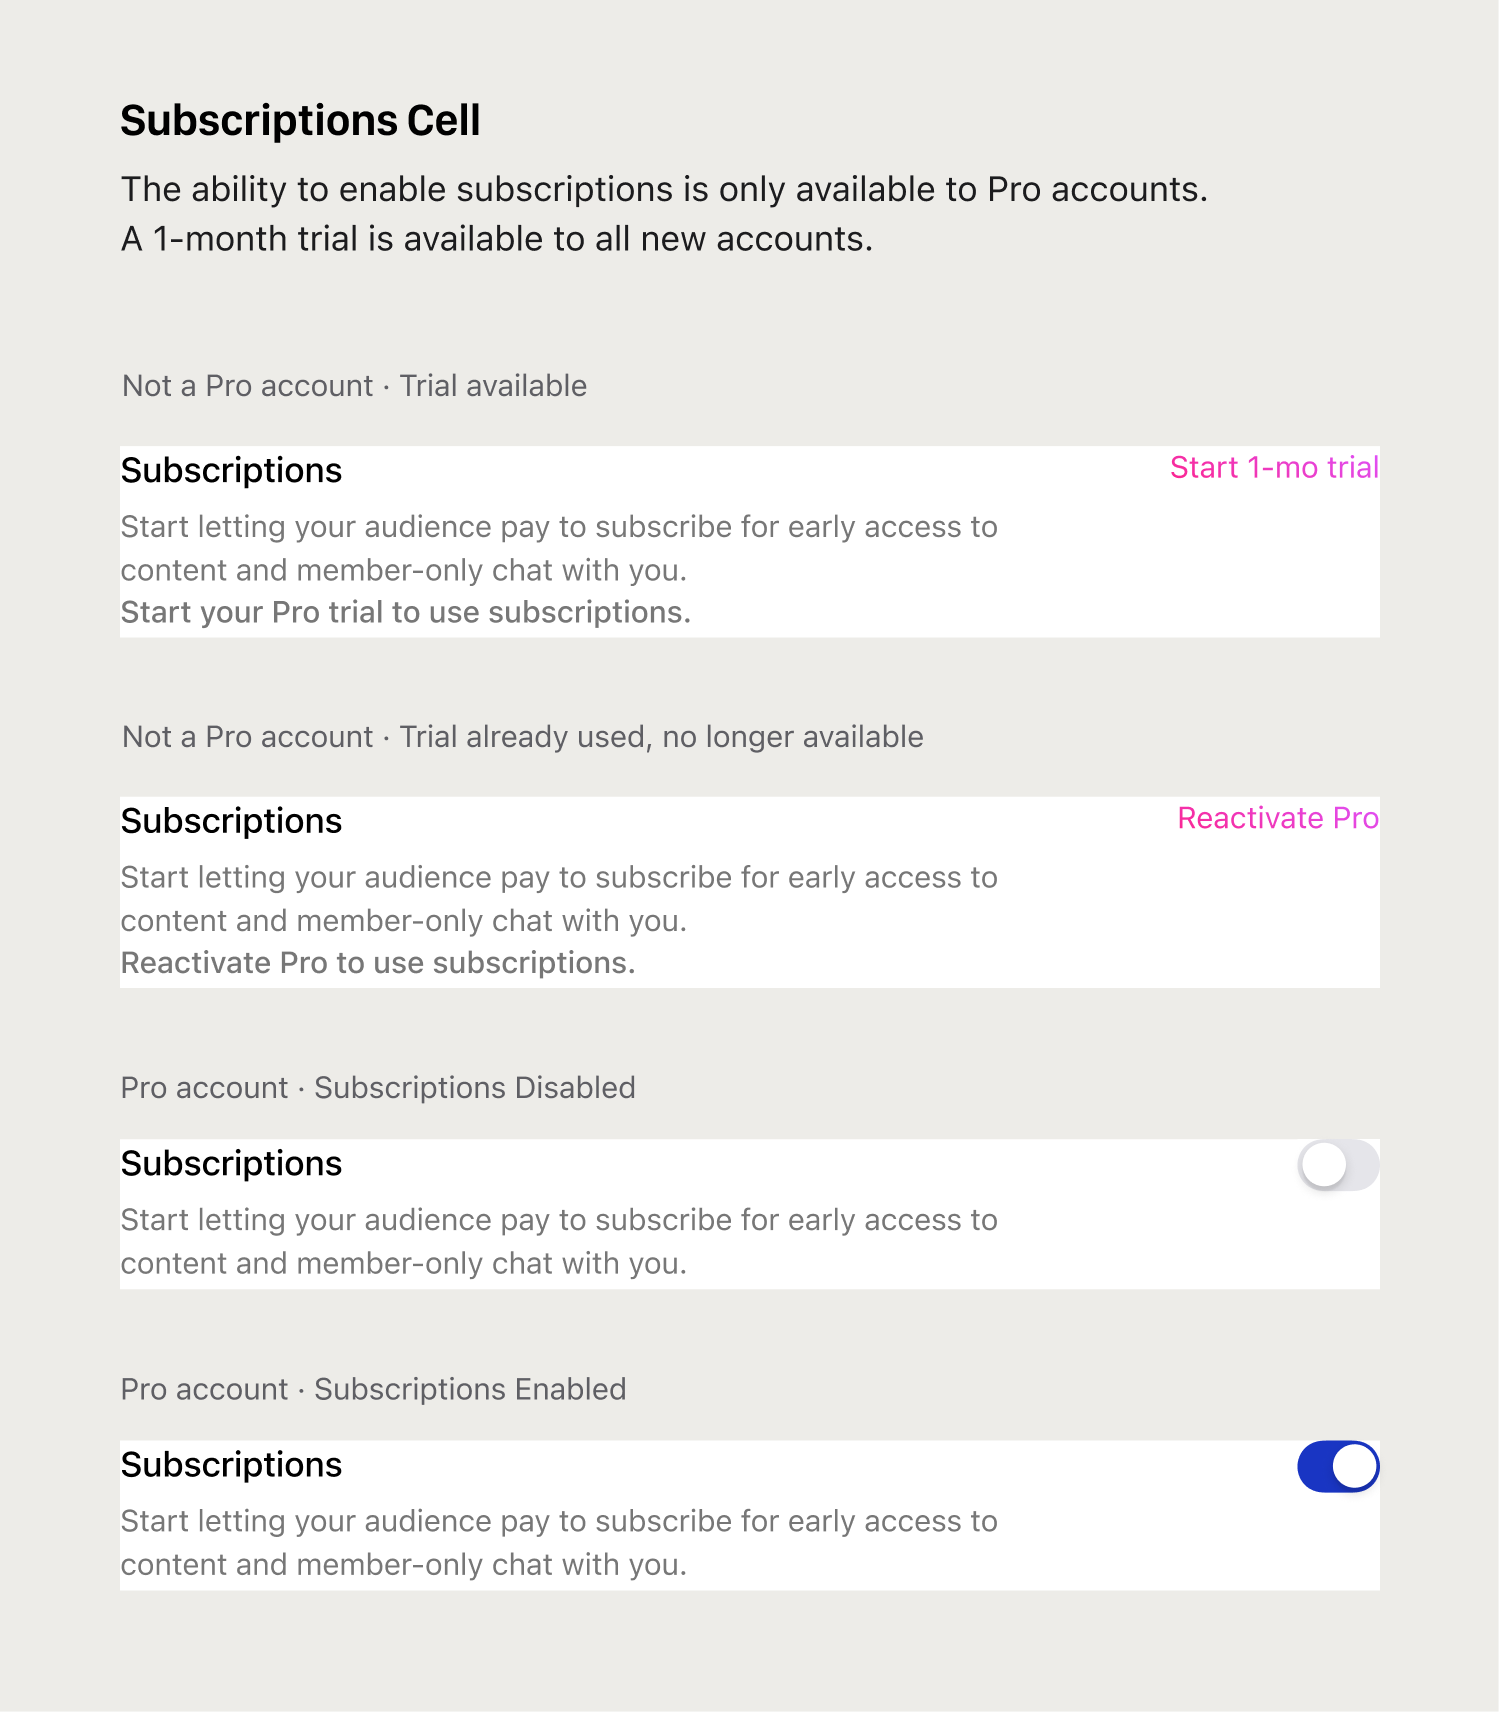 Subscriptions Cell
The ability to enable subscriptions is only available to Pro accounts.
A 1-month trial is available to all new accounts.
Not a Pro account · Trial available
Subscriptions
Start 1-mo trial
Start letting your audience pay to subscribe for early access to
content and member-only chat with you.
Start your Pro trial to use subscriptions.
Not a Pro account · Trial already used, no longer available
Subscriptions
Reactivate Pro
Start letting your audience pay to subscribe for early access to
content and member-only chat with you.
Reactivate Pro to use subscriptions.
Pro account · Subscriptions Disabled
Subscriptions
Start letting your audience pay to subscribe for early access to
content and member-only chat with you.
Pro account · Subscriptions Enabled
Subscriptions
Start letting your audience pay to subscribe for early access to
content and member-only chat with you.